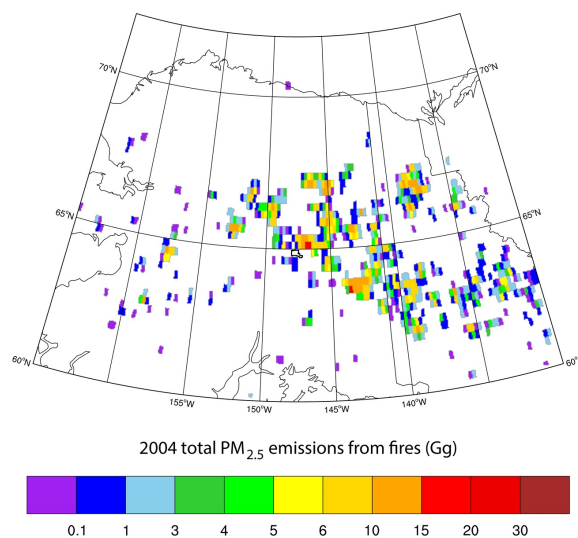 70°N
70°N
65°N
65°N
60°N
60°
155°W
150°W
145°W
140°W
2004 total PM2.5 emissions from fires (Gg)
0.1 1 3 4 5 6 10 15 20 30